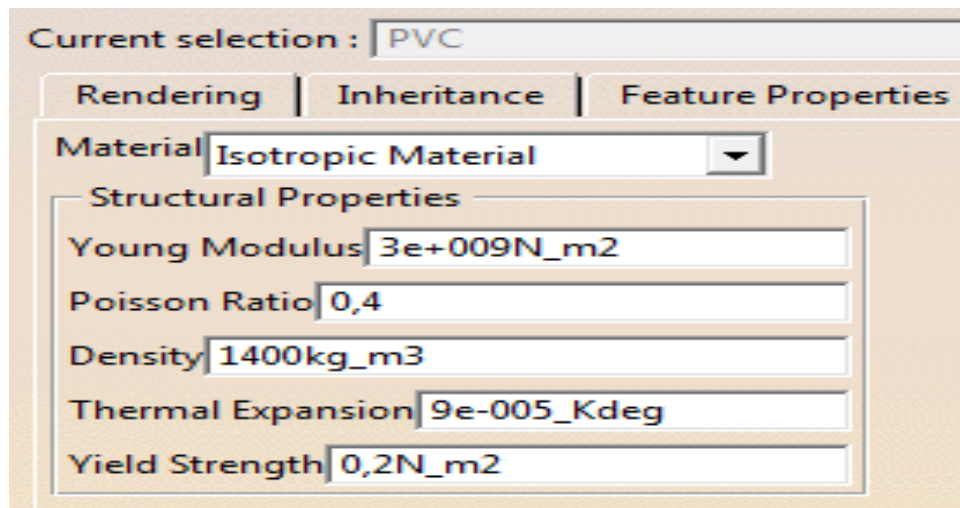 Current selection : PVC
Rendering Inheritance Feature Properties
Material Isotropic Material
Structural Properties
Young Modulus 3e+009N_m2
Poisson Ratio 0,4
Density 1400kg_m3
Thermal Expansion 9e-005_Kdeg
Yield Strength 0,2N_m2